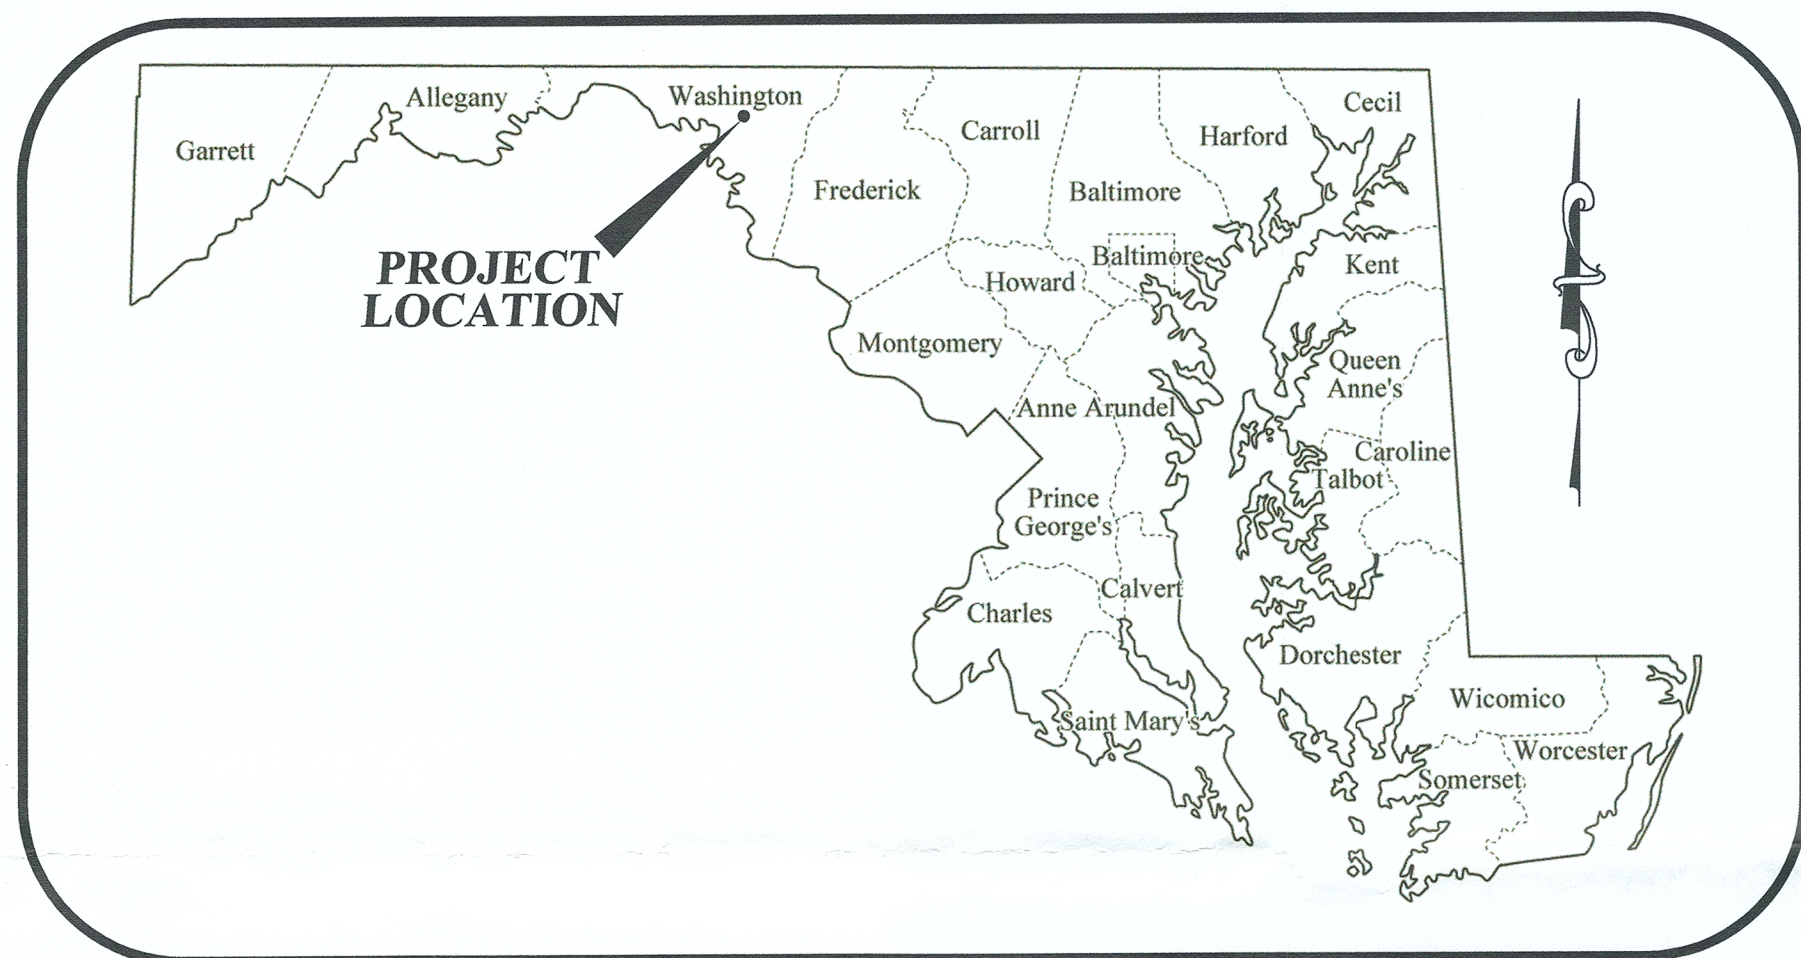 Garrett
Allegany
Washington
Frederick
Carroll
Baltimore
Harford
Cecil
PROJECT
LOCATION
Baltimore
Howard
Kent
Montgomery
Queen
Anne's
Anne Arundel
Caroline
Talbot
Prince
George's
Calvert
Charles
Dorchester
Wicomico
Saint Mary's
Worcester
Somerset